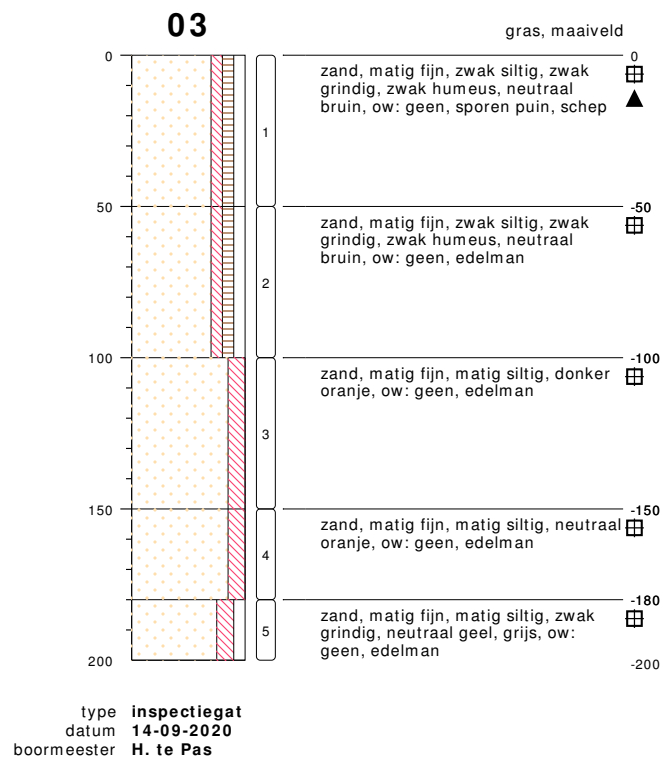 03
gras, maaiveld
0
0
zand, matig fijn, zwak siltig, zwak
grindig, zwak humeus, neutraal
bruin, ow: geen, sporen puin, schep
1
50
-50
zand, matig fijn, zwak siltig, zwak
grindig, zwak humeus, neutraal
bruin, ow: geen, edelman
2
100
-100
zand, matig fijn, matig siltig, donker
oranje, ow: geen, edelman
3
150
-150
zand, matig fijn, matig siltig, neutraal
oranje, ow: geen, edelman
4
-180
zand, matig fijn, matig siltig, zwak
grindig, neutraal geel, grijs, ow:
geen, edelman
5
200
-200
type inspectiegat
datum 14-09-2020
boormeester H. te Pas